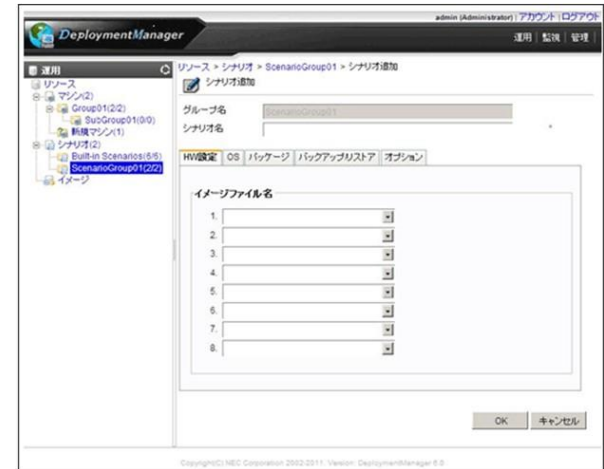 admin (Administrator) | アカウント | ログアウト
DeploymentManager
運用 | 監視 | 管理
運用
リソース
マシン(2)
Group01(2/2)
SubGroup01(0/0)
新規マシン(1)
シナリオ(2)
Built-in Scenarios(6/6)
ScenarioGroup01(2/2)
イメージ
リソース > シナリオ > ScenarioGroup01 > シナリオ追加
シナリオ追加
グループ名 ScenarioGroup01
シナリオ名 *
HW設定 OS パッケージ バックアップ/リストア オプション
イメージファイル名
1.
2.
3.
4.
5.
6.
7.
8.
OK キャンセル
Copyright(C) NEC Corporation 2002-2011. Version: DeploymentManager 6.0